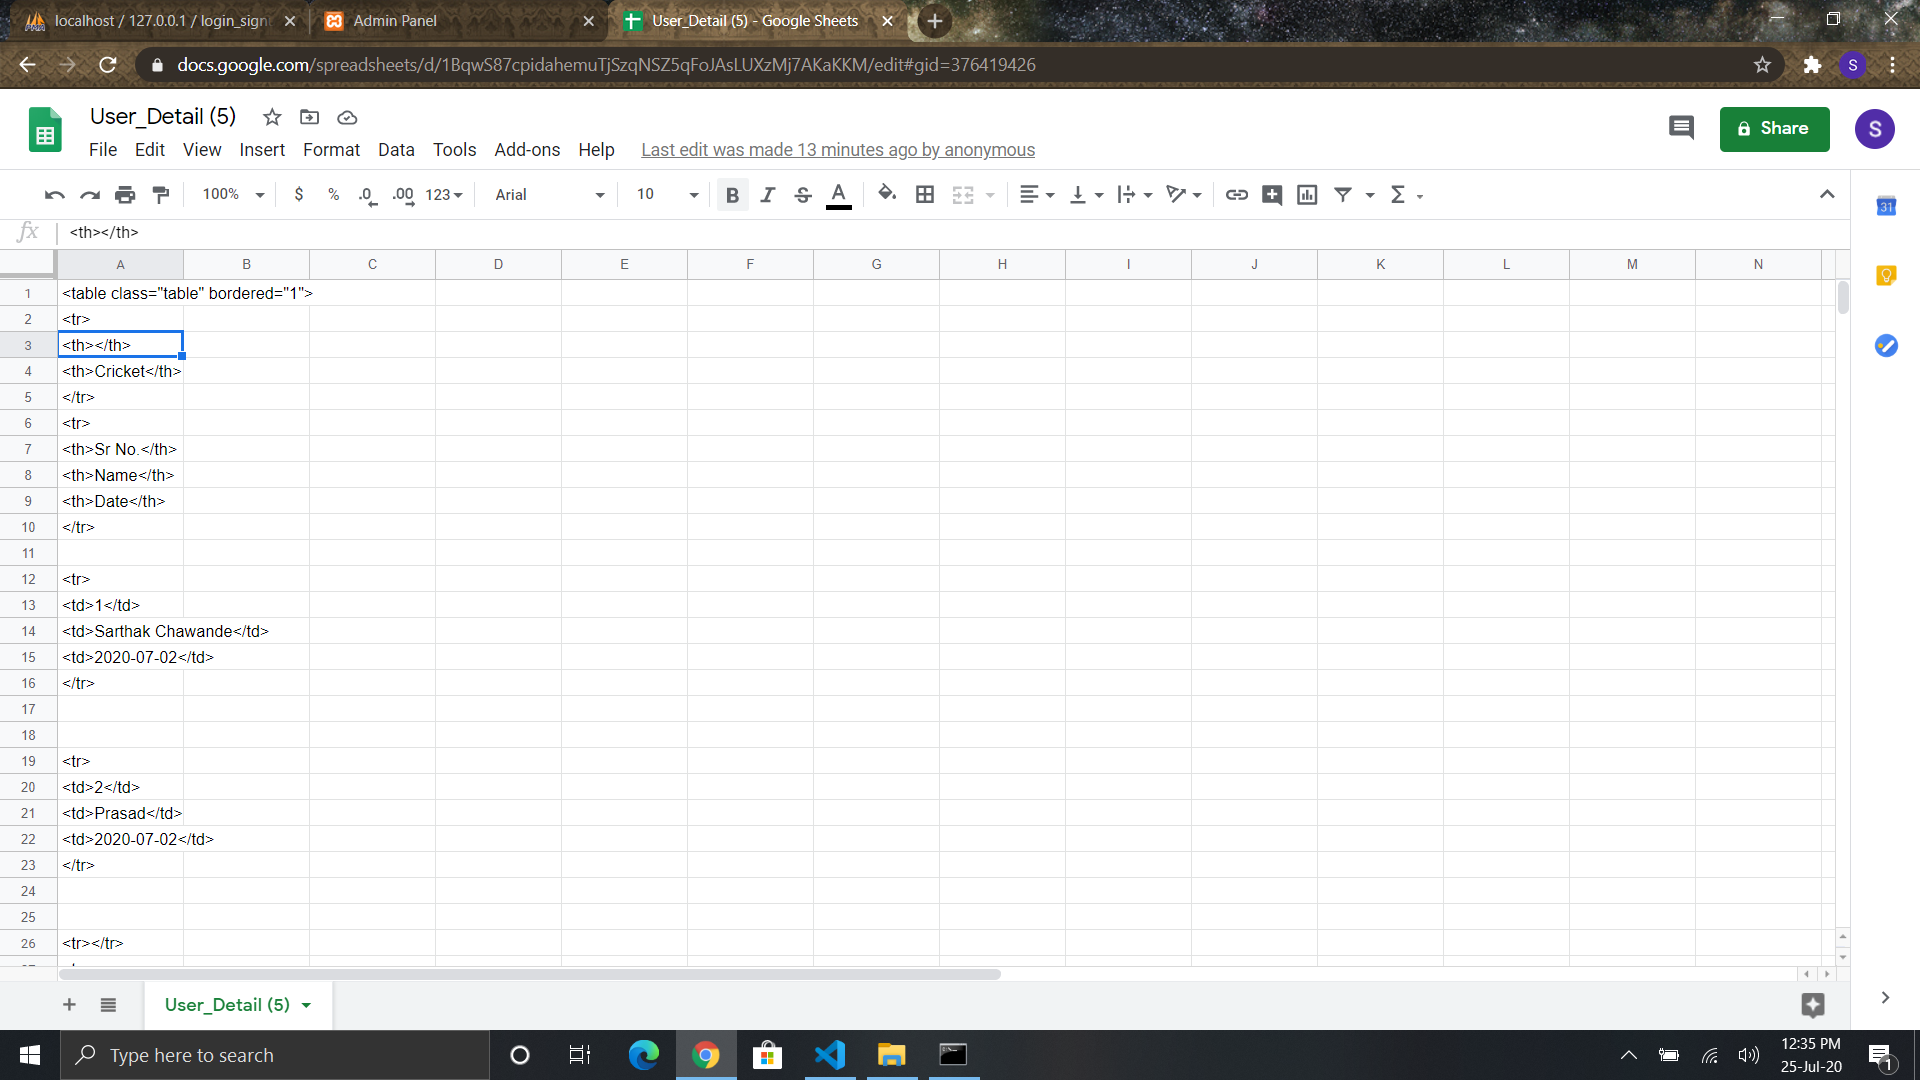 localhost / 127.0.0.1 / login_sign
Admin Panel
User_Detail (5) - Google Sheets
docs.google.com/spreadsheets/d/1BqwS87cpidahemuTjSzqNSZ5qFoJAsLUXzMj7AKaKKM/edit#gid=376419426
S
User_Detail (5)
Share
S
File Edit View Insert Format Data Tools Add-ons Help Last edit was made 13 minutes ago by anonymous
100% $ % .0 .00 123 Arial 10 B I S A Σ
31
fx <th></th>
A B C D E F G H I J K L M N
1 <table class="table" bordered="1">
2 <tr>
3 <th></th>
4 <th>Cricket</th>
5 </tr>
6 <tr>
7 <th>Sr No.</th>
8 <th>Name</th>
9 <th>Date</th>
10 </tr>
11
12 <tr>
13 <td>1</td>
14 <td>Sarthak Chawande</td>
15 <td>2020-07-02</td>
16 </tr>
17
18
19 <tr>
20 <td>2</td>
21 <td>Prasad</td>
22 <td>2020-07-02</td>
23 </tr>
24
25
26 <tr></tr>
User_Detail (5)
Type here to search
12:35 PM
25-Jul-20
1